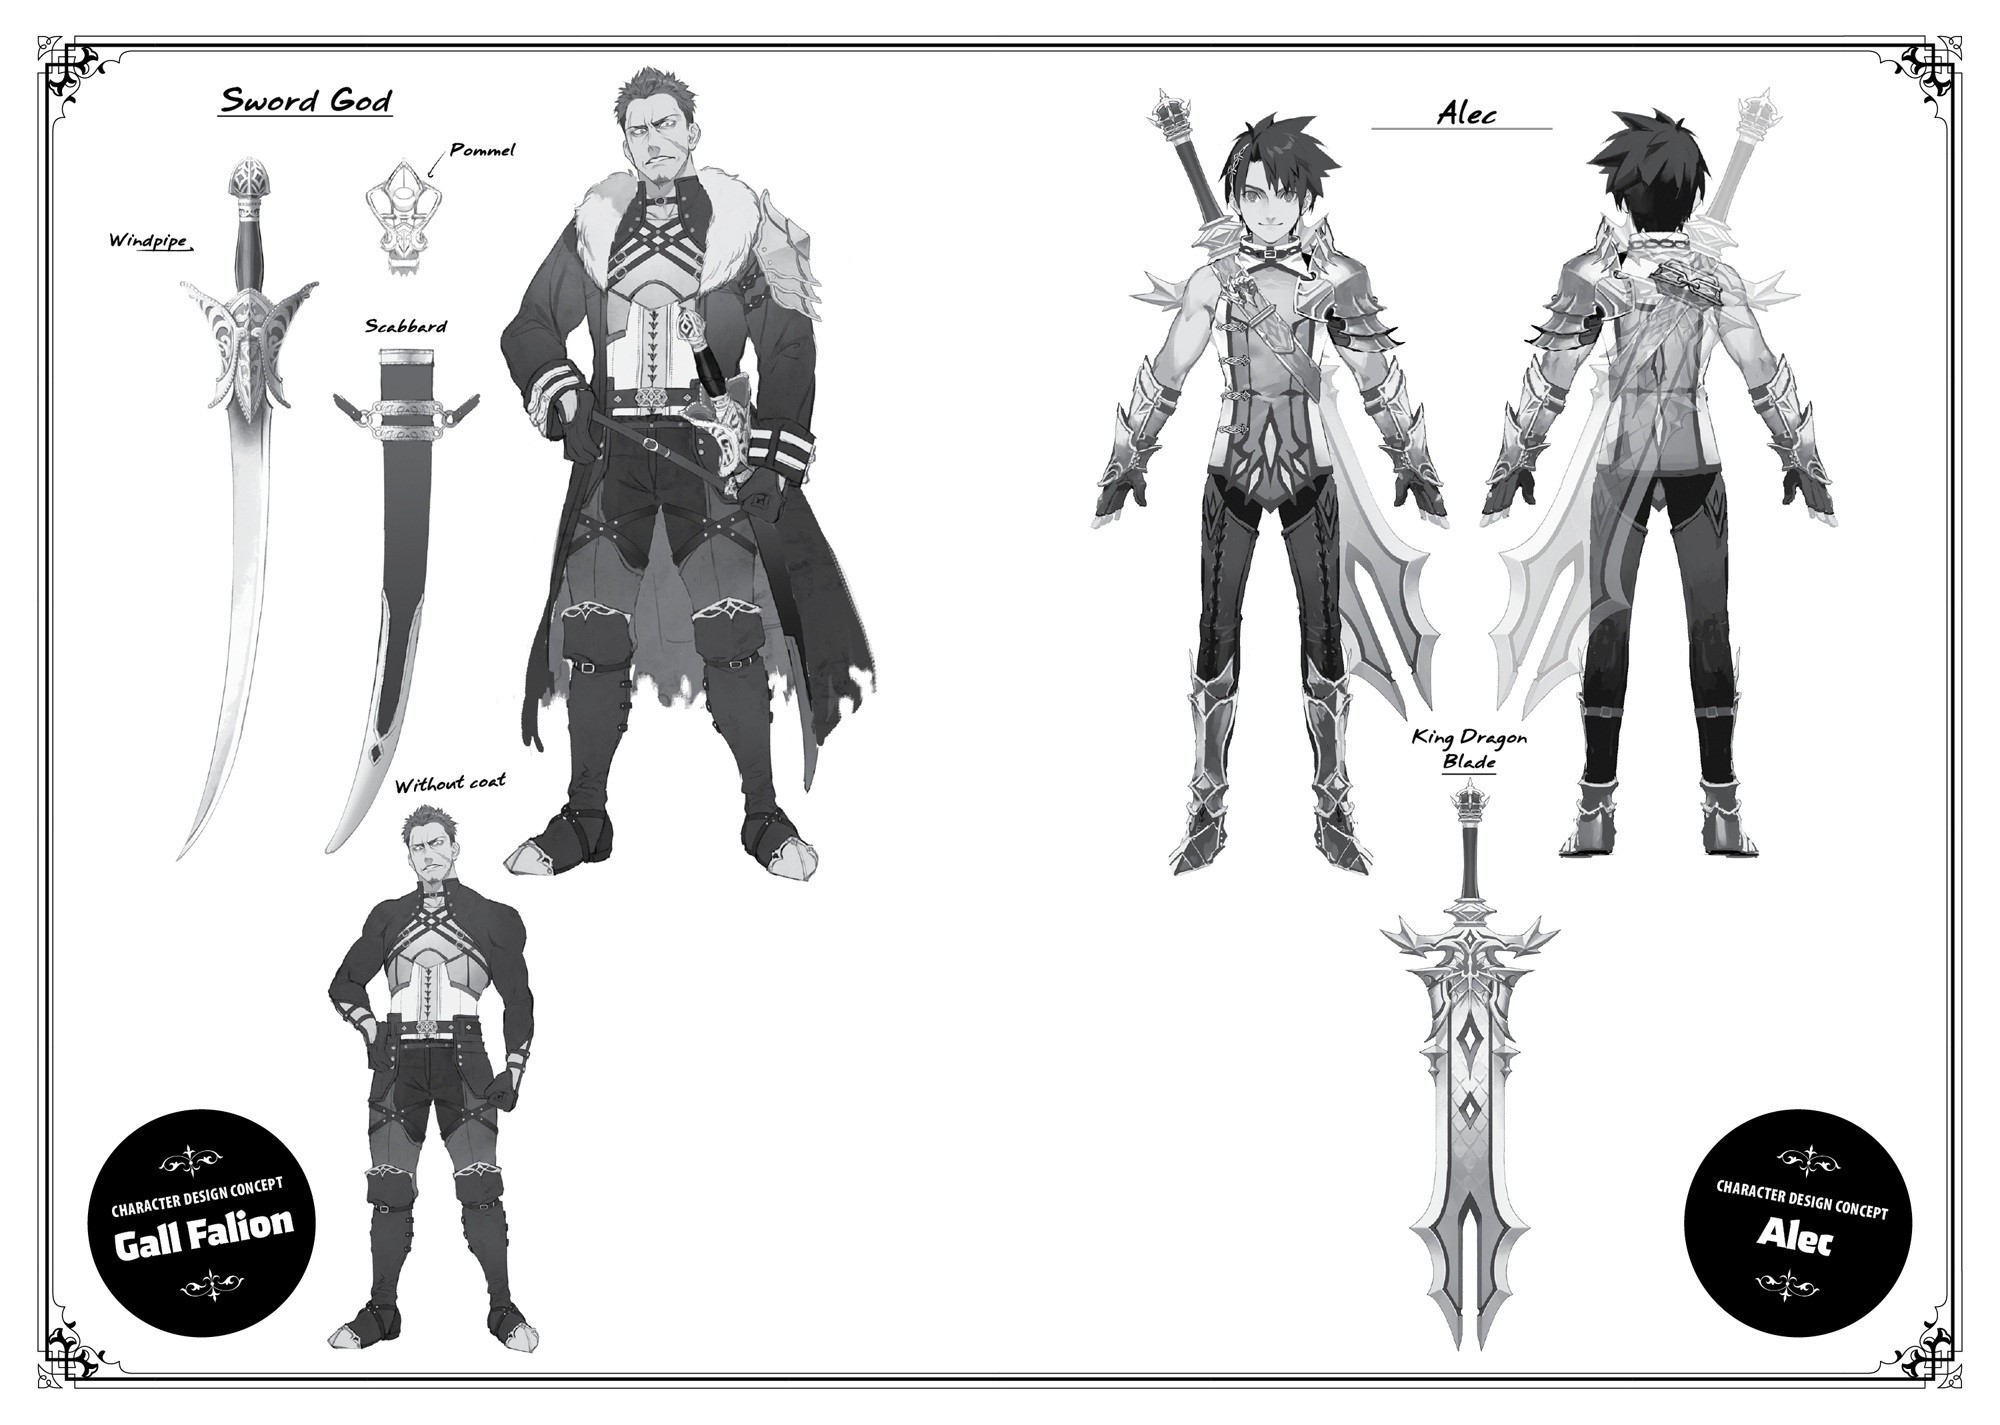 Sword God
Pommel
Windpipe
Scabbard
Without coat
CHARACTER DESIGN CONCEPT
Gall Falion
Alec
King Dragon
Blade
CHARACTER DESIGN CONCEPT
Alec